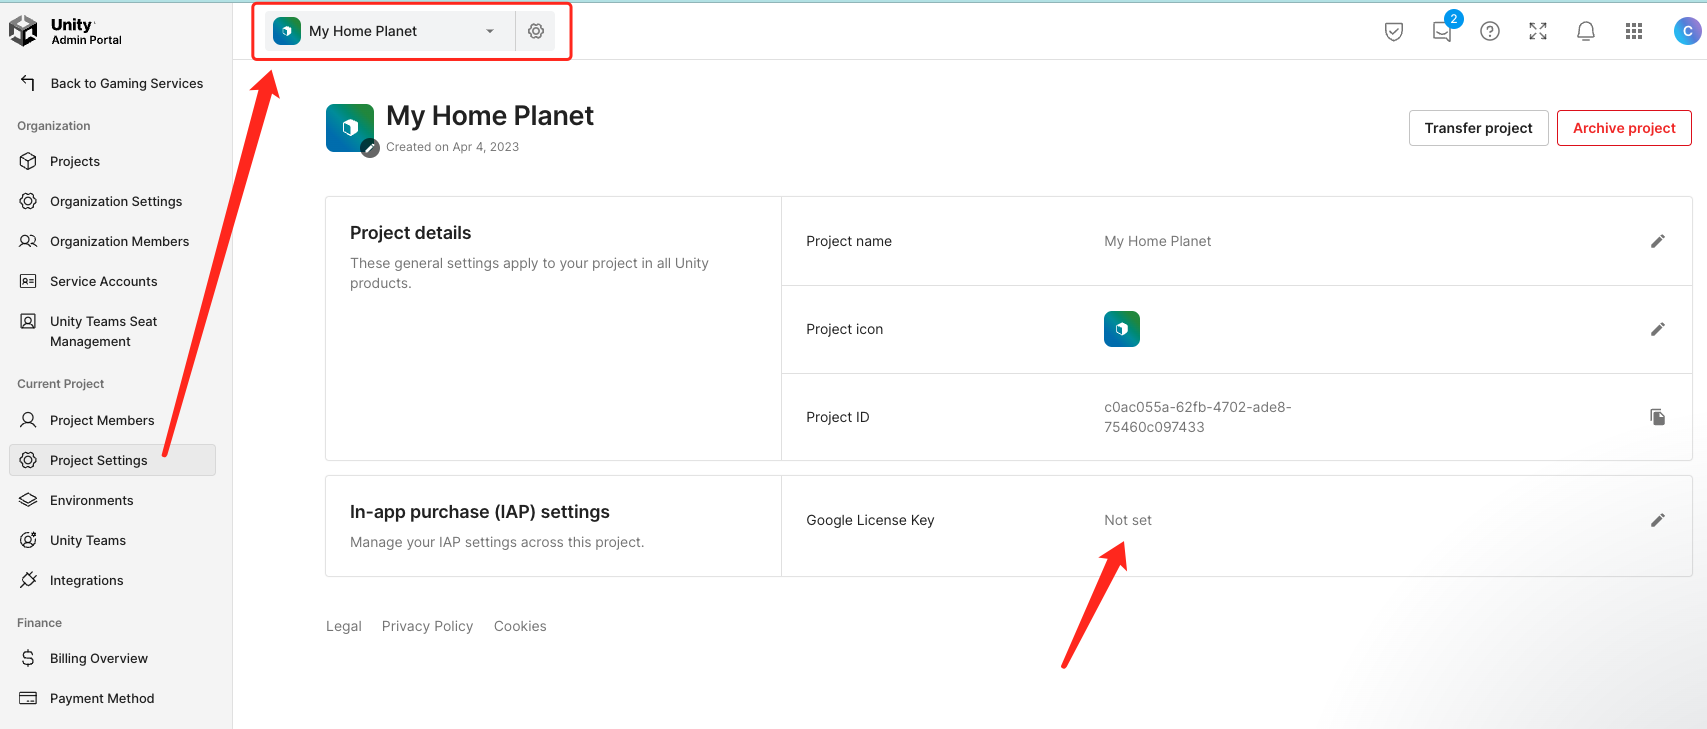 Unity
Admin Portal
My Home Planet
2
C
Back to Gaming Services
Organization
Projects
Organization Settings
Organization Members
Service Accounts
Unity Teams Seat
Management
Current Project
Project Members
Project Settings
Environments
Unity Teams
Integrations
Finance
Billing Overview
Payment Method
My Home Planet
Created on Apr 4, 2023
Transfer project
Archive project
Project details
These general settings apply to your project in all Unity
products.
Project name
My Home Planet
Project icon
Project ID
c0ac055a-62fb-4702-ade8-
75460c097433
In-app purchase (IAP) settings
Manage your IAP settings across this project.
Google License Key
Not set
Legal
Privacy Policy
Cookies